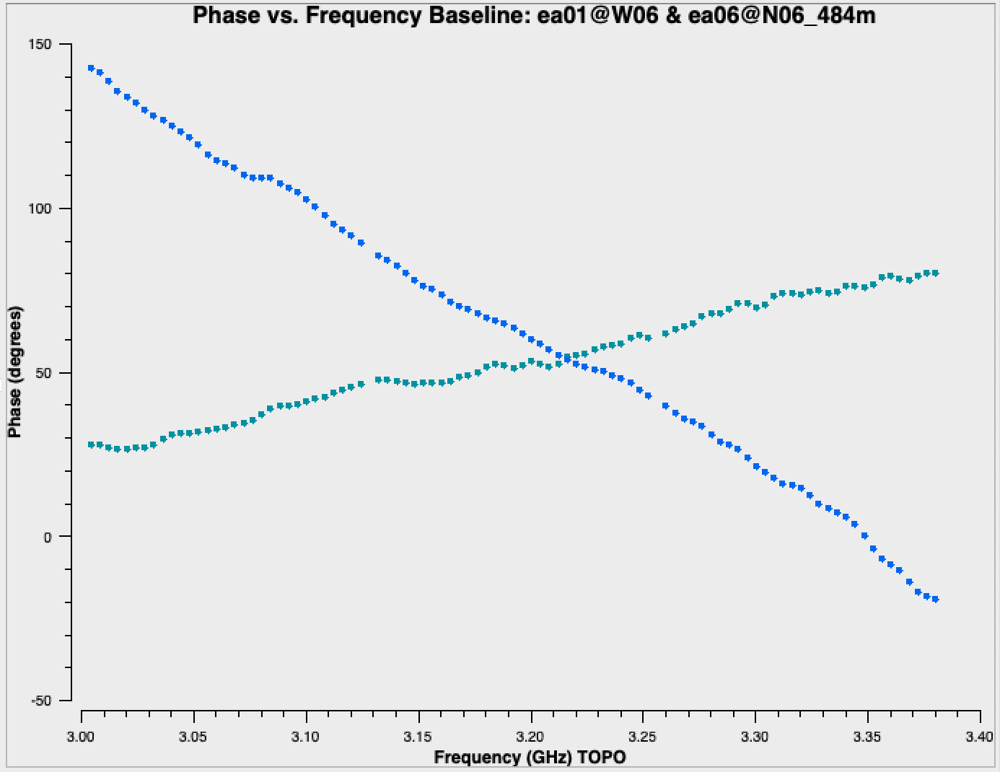 Phase vs. Frequency Baseline: ea01@W06 & ea06@N06_484m
150
100
50
0
-50
Phase (degrees)
3.00 3.05 3.10 3.15 3.20 3.25 3.30 3.35 3.40
Frequency (GHz) TOPO